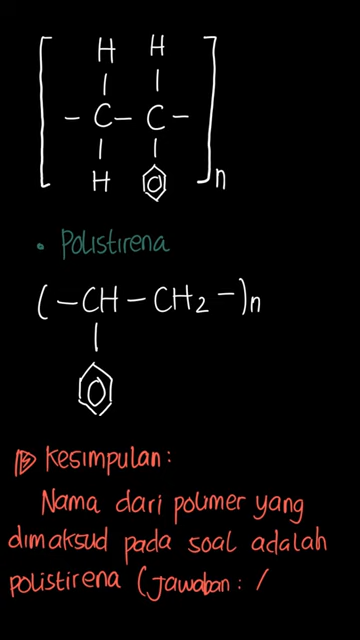 H H
- C - C -
H
n
• Polistirena
( - CH - CH2 - )n
Kesimpulan :
Nama dari polimer yang
dimaksud pada soal adalah
polistirena (Jawaban : /